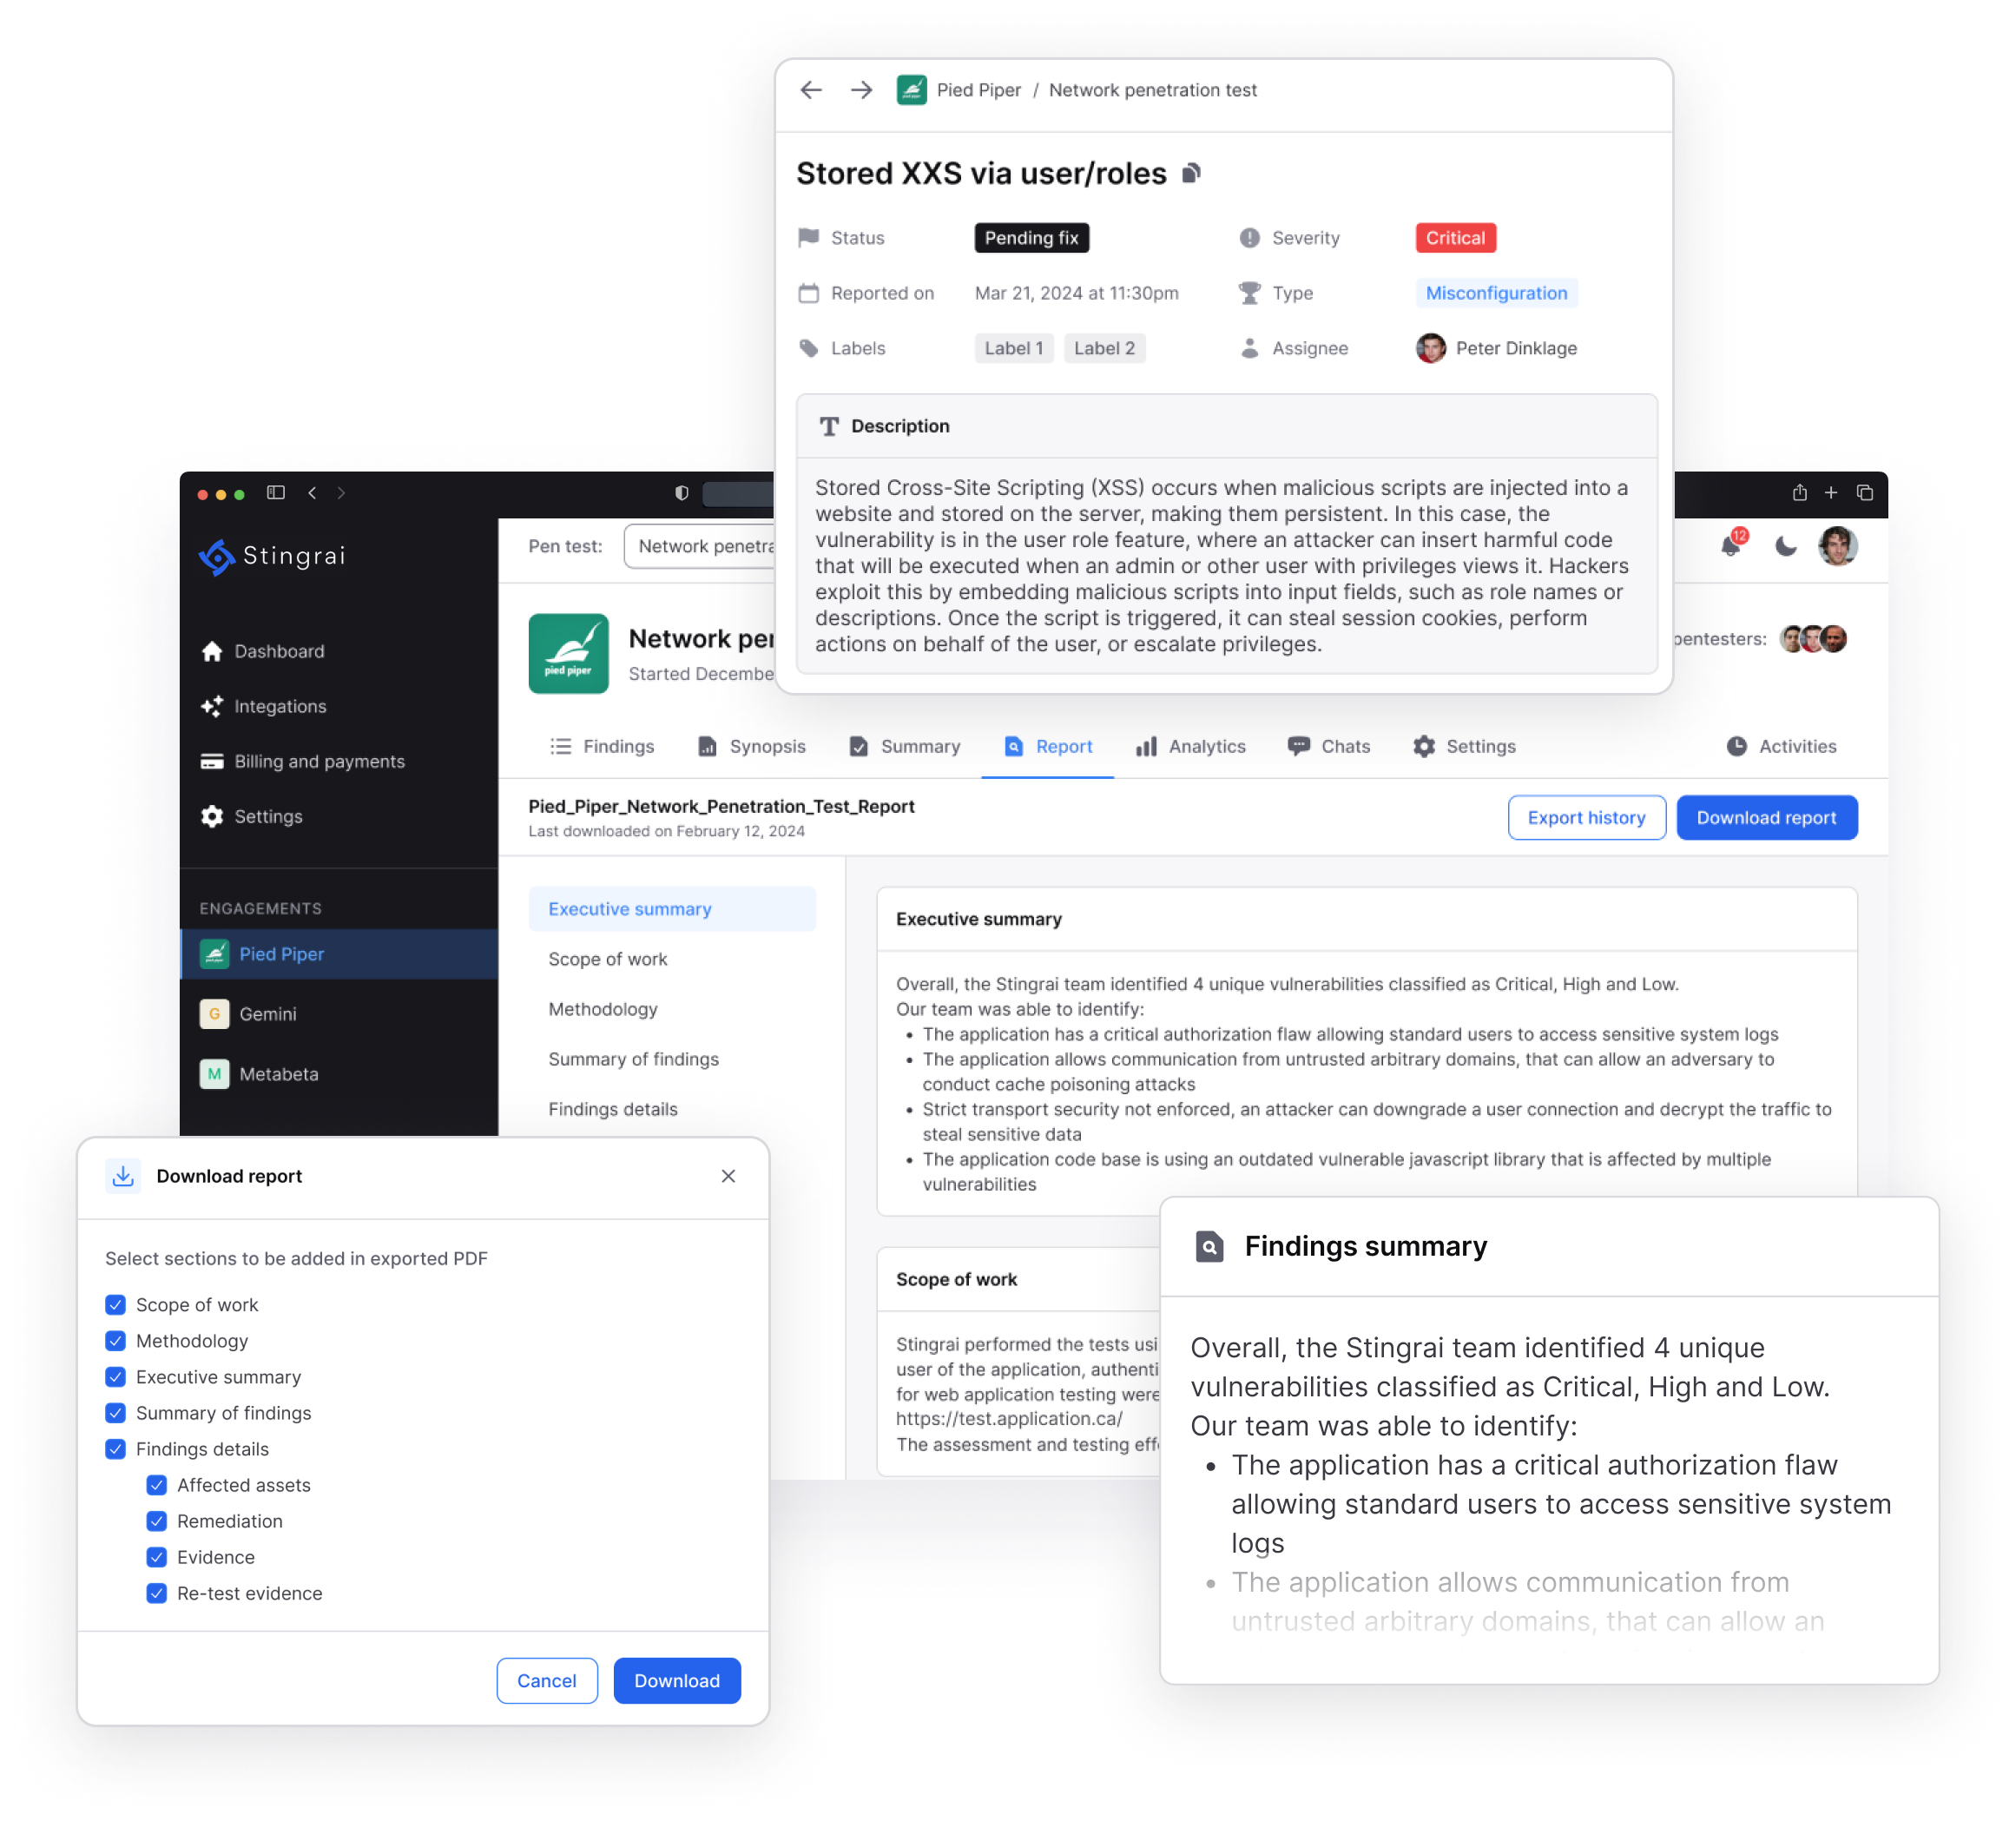 Pied Piper / Network penetration test
Stored XXS via user/roles
Status Pending fix Severity Critical
Reported on Mar 21, 2024 at 11:30pm Type Misconfiguration
Labels Label 1 Label 2 Assignee Peter Dinklage
Description
Stored Cross-Site Scripting (XSS) occurs when malicious scripts are injected into a
website and stored on the server, making them persistent. In this case, the
vulnerability is in the user role feature, where an attacker can insert harmful code
that will be executed when an admin or other user with privileges views it. Hackers
exploit this by embedding malicious scripts into input fields, such as role names or
descriptions. Once the script is triggered, it can steal session cookies, perform
actions on behalf of the user, or escalate privileges.
Stingrai
Dashboard
Integations
Billing and payments
Settings
ENGAGEMENTS
Pied Piper
G Gemini
M Metabeta
Pen test: Network penetra
12
pied piper
Network per
Started Decembe
pentesters:
Findings Synopsis Summary Report Analytics Chats Settings Activities
Pied_Piper_Network_Penetration_Test_Report
Last downloaded on February 12, 2024
Export history Download report
Executive summary
Scope of work
Methodology
Summary of findings
Findings details
Executive summary
Overall, the Stingrai team identified 4 unique vulnerabilities classified as Critical, High and Low.
Our team was able to identify:
• The application has a critical authorization flaw allowing standard users to access sensitive system logs
• The application allows communication from untrusted arbitrary domains, that can allow an adversary to
conduct cache poisoning attacks
• Strict transport security not enforced, an attacker can downgrade a user connection and decrypt the traffic to
steal sensitive data
• The application code base is using an outdated vulnerable javascript library that is affected by multiple
vulnerabilities
Scope of work
Stingrai performed the tests usi
user of the application, authenti
for web application testing were
https://test.application.ca/
The assessment and testing eff
Download report
Select sections to be added in exported PDF
Scope of work
Methodology
Executive summary
Summary of findings
Findings details
Affected assets
Remediation
Evidence
Re-test evidence
Cancel Download
Findings summary
Overall, the Stingrai team identified 4 unique
vulnerabilities classified as Critical, High and Low.
Our team was able to identify:
• The application has a critical authorization flaw
allowing standard users to access sensitive system
logs
• The application allows communication from
untrusted arbitrary domains, that can allow an